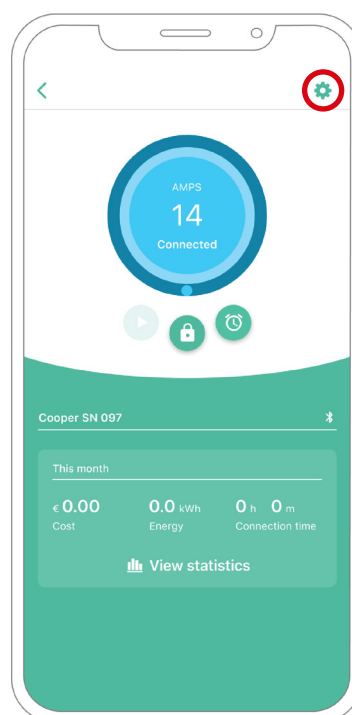 AMPS
14
Connected
Cooper SN 097
This month
€ 0.00 0.0 kWh 0 h 0 m
Cost Energy Connection time
View statistics